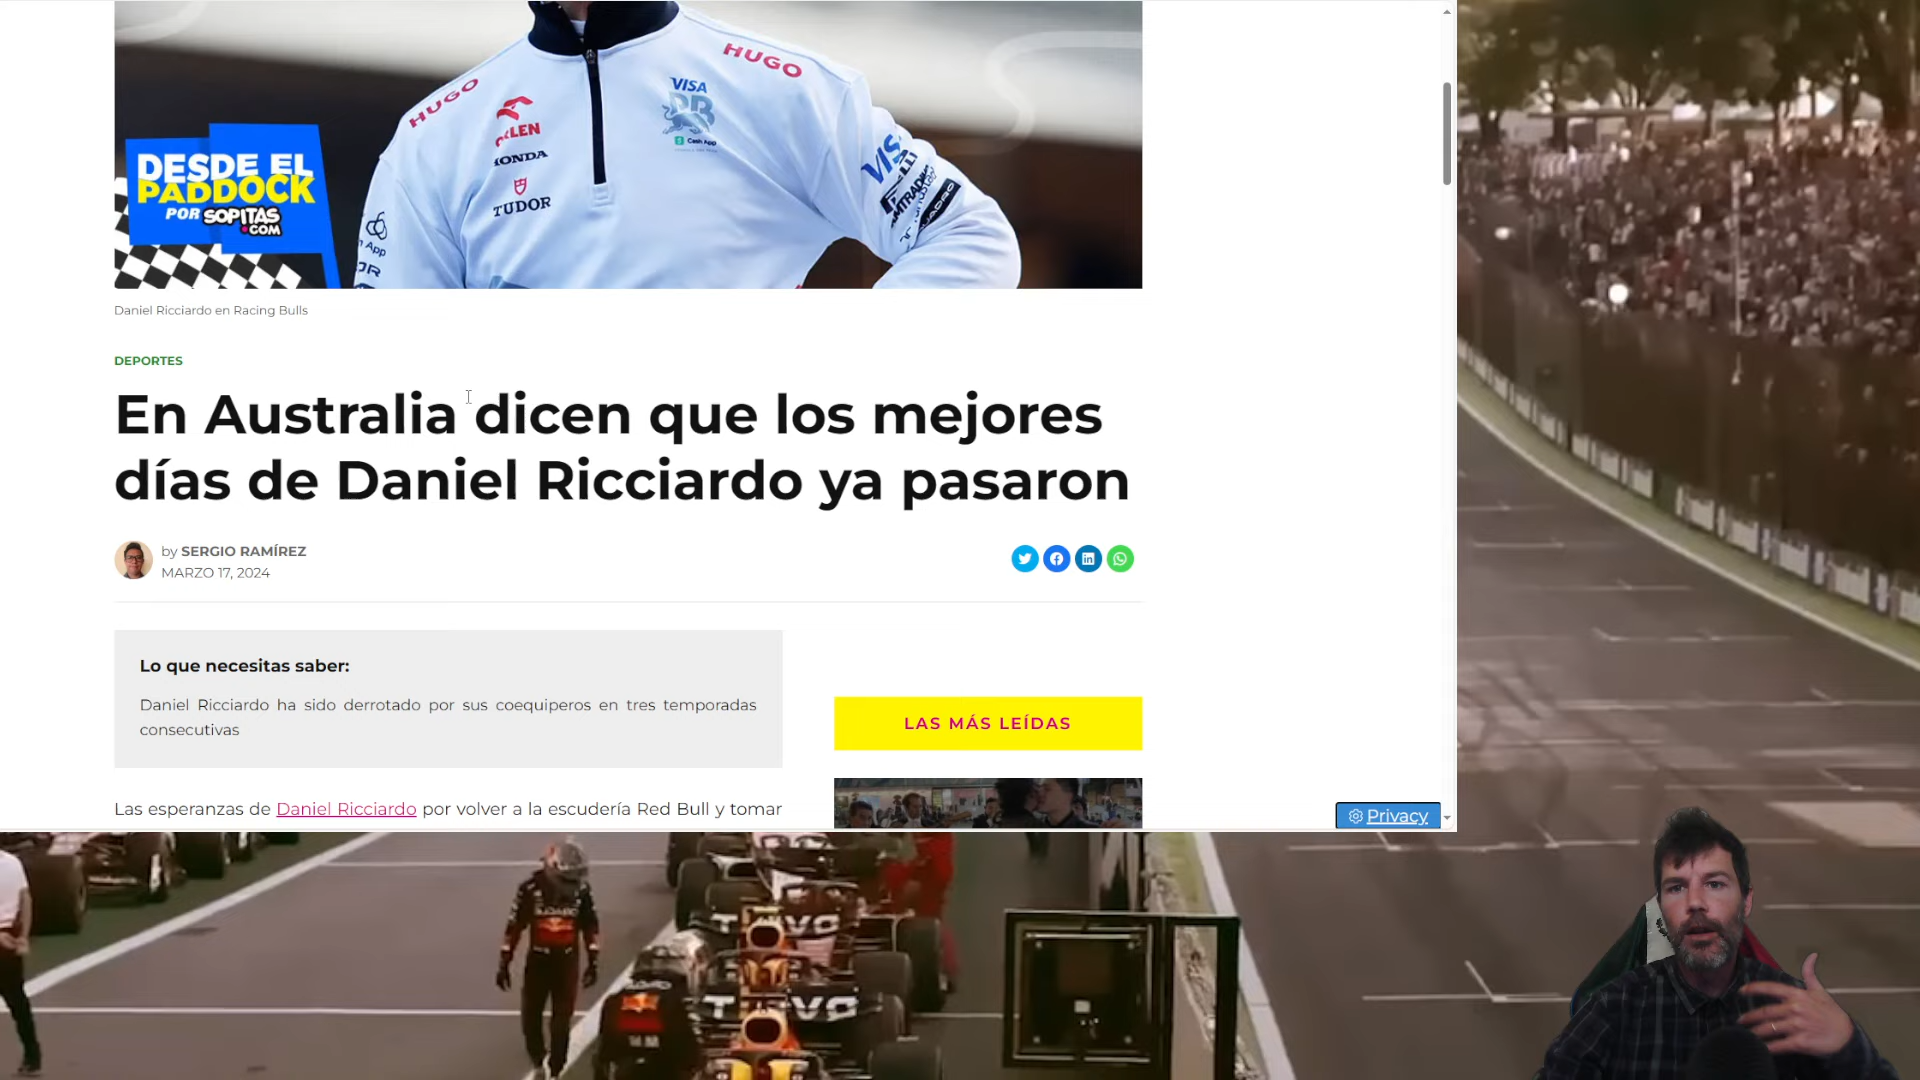 HUGO
HUGO
VISA
RB
Cash App
HONDA
TUDOR
DESDE EL
PADDOCK
POR SOPITAS
.COM
Daniel Ricciardo en Racing Bulls
DEPORTES
En Australia dicen que los mejores
días de Daniel Ricciardo ya pasaron
by SERGIO RAMÍREZ
MARZO 17, 2024
Lo que necesitas saber:
Daniel Ricciardo ha sido derrotado por sus coequiperos en tres temporadas
consecutivas
LAS MÁS LEÍDAS
Las esperanzas de Daniel Ricciardo por volver a la escudería Red Bull y tomar
Privacy